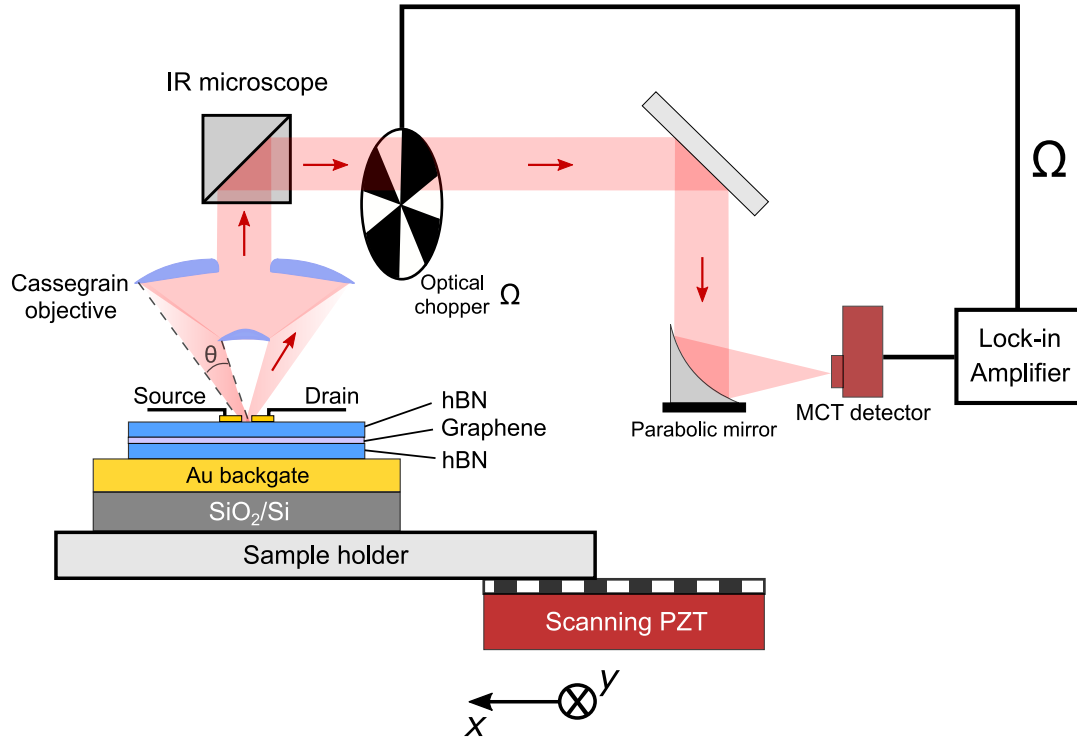 IR microscope
Ω
Cassegrain
objective
Optical
chopper Ω
θ
Source
Drain
hBN
Graphene
hBN
Au backgate
SiO₂/Si
Sample holder
Scanning PZT
Parabolic mirror
MCT detector
Lock-in
Amplifier
x
y